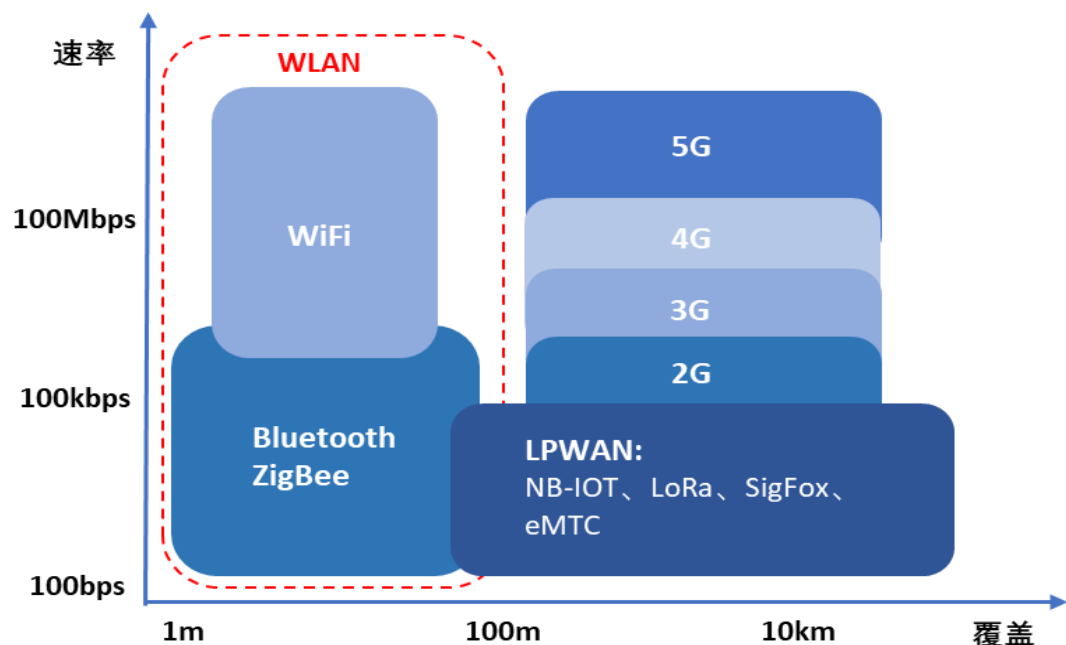 速率
WLAN
5G
100Mbps
WiFi
4G
3G
2G
100kbps
Bluetooth
ZigBee
LPWAN:
NB-IOT、LoRa、SigFox、
eMTC
100bps
1m
100m
10km
覆盖